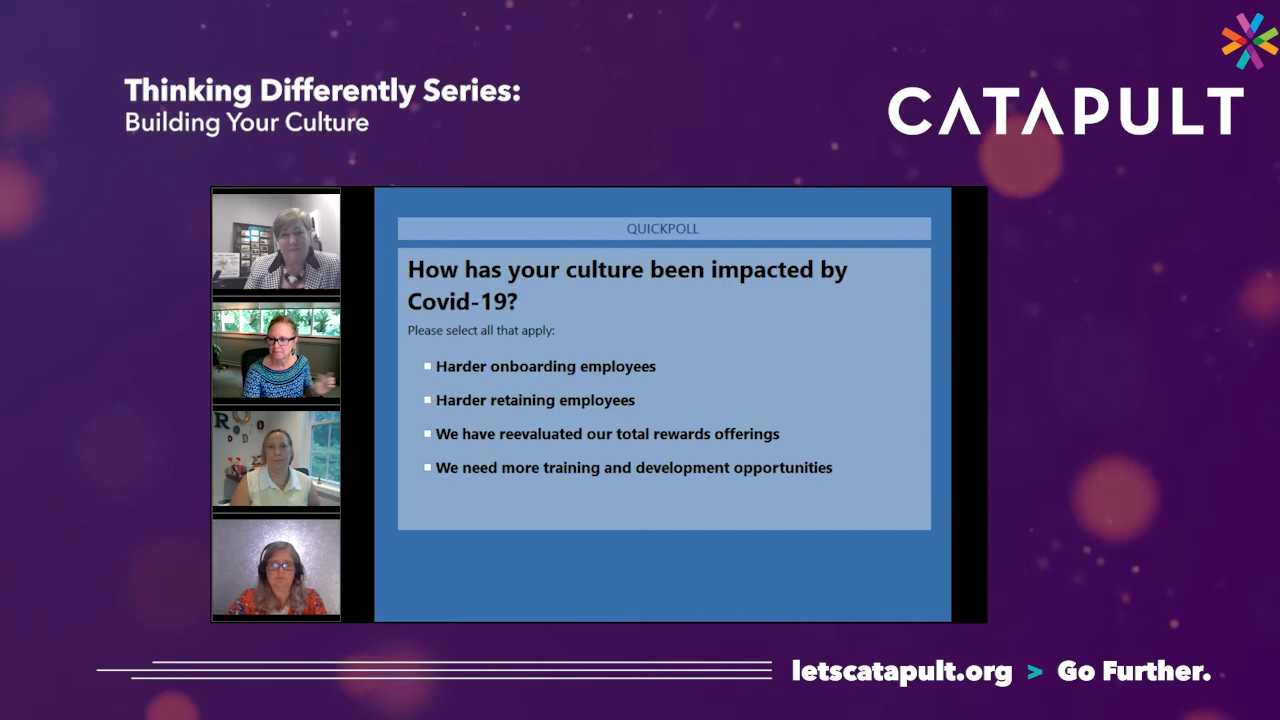 Thinking Differently Series:
Building Your Culture
CATAPULT
QUICKPOLL
How has your culture been impacted by
Covid-19?
Please select all that apply:
Harder onboarding employees
Harder retaining employees
We have reevaluated our total rewards offerings
We need more training and development opportunities
letscatapult.org > Go Further.